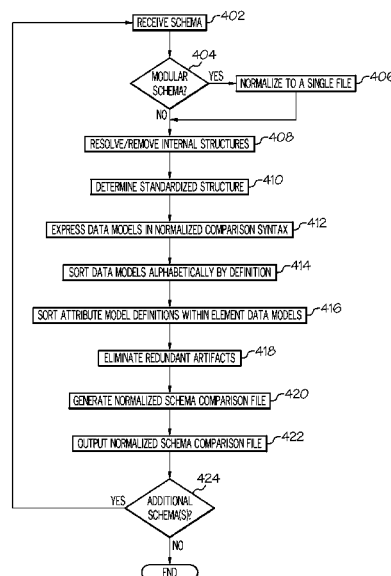 RECEIVE SCHEMA 402
404
MODULAR
SCHEMA?
YES
NORMALIZE TO A SINGLE FILE 406
NO
RESOLVE/REMOVE INTERNAL STRUCTURES 408
DETERMINE STANDARDIZED STRUCTURE 410
EXPRESS DATA MODELS IN NORMALIZED COMPARISON SYNTAX 412
SORT DATA MODELS ALPHABETICALLY BY DEFINITION 414
SORT ATTRIBUTE MODEL DEFINITIONS WITHIN ELEMENT DATA MODELS 416
ELIMINATE REDUNDANT ARTIFACTS 418
GENERATE NORMALIZED SCHEMA COMPARISON FILE 420
OUTPUT NORMALIZED SCHEMA COMPARISON FILE 422
424
YES
ADDITIONAL
SCHEMA(S)?
NO
END